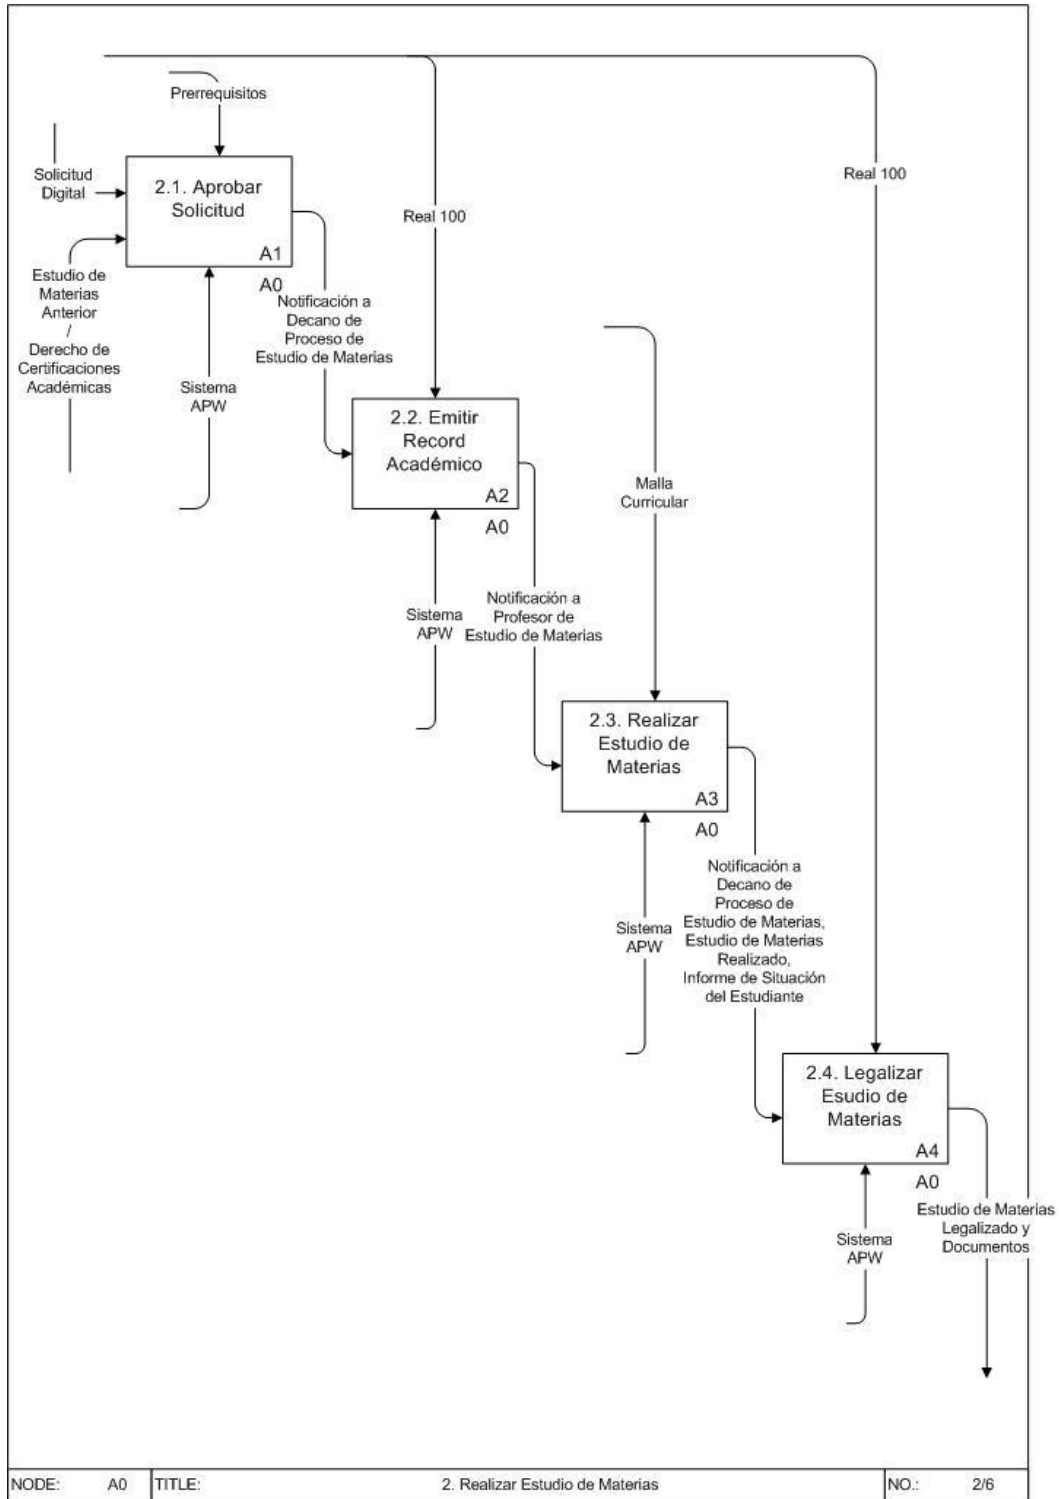 Prerrequisitos
Solicitud
Digital
2.1. Aprobar
Solicitud
A1
A0
Real 100
Real 100
Estudio de
Materias
Anterior
/
Derecho de
Certificaciones
Académicas
Sistema
APW
Notificación a
Decano de
Proceso de
Estudio de Materias
2.2. Emitir
Record
Académico
A2
A0
Malla
Curricular
Sistema
APW
Notificación a
Profesor de
Estudio de Materias
2.3. Realizar
Estudio de
Materias
A3
A0
Sistema
APW
Notificación a
Decano de
Proceso de
Estudio de Materias,
Estudio de Materias
Realizado,
Informe de Situación
del Estudiante
2.4. Legalizar
Esudio de
Materias
A4
A0
Sistema
APW
Estudio de Materias
Legalizado y
Documentos
NODE: A0 TITLE: 2. Realizar Estudio de Materias NO.: 2/6